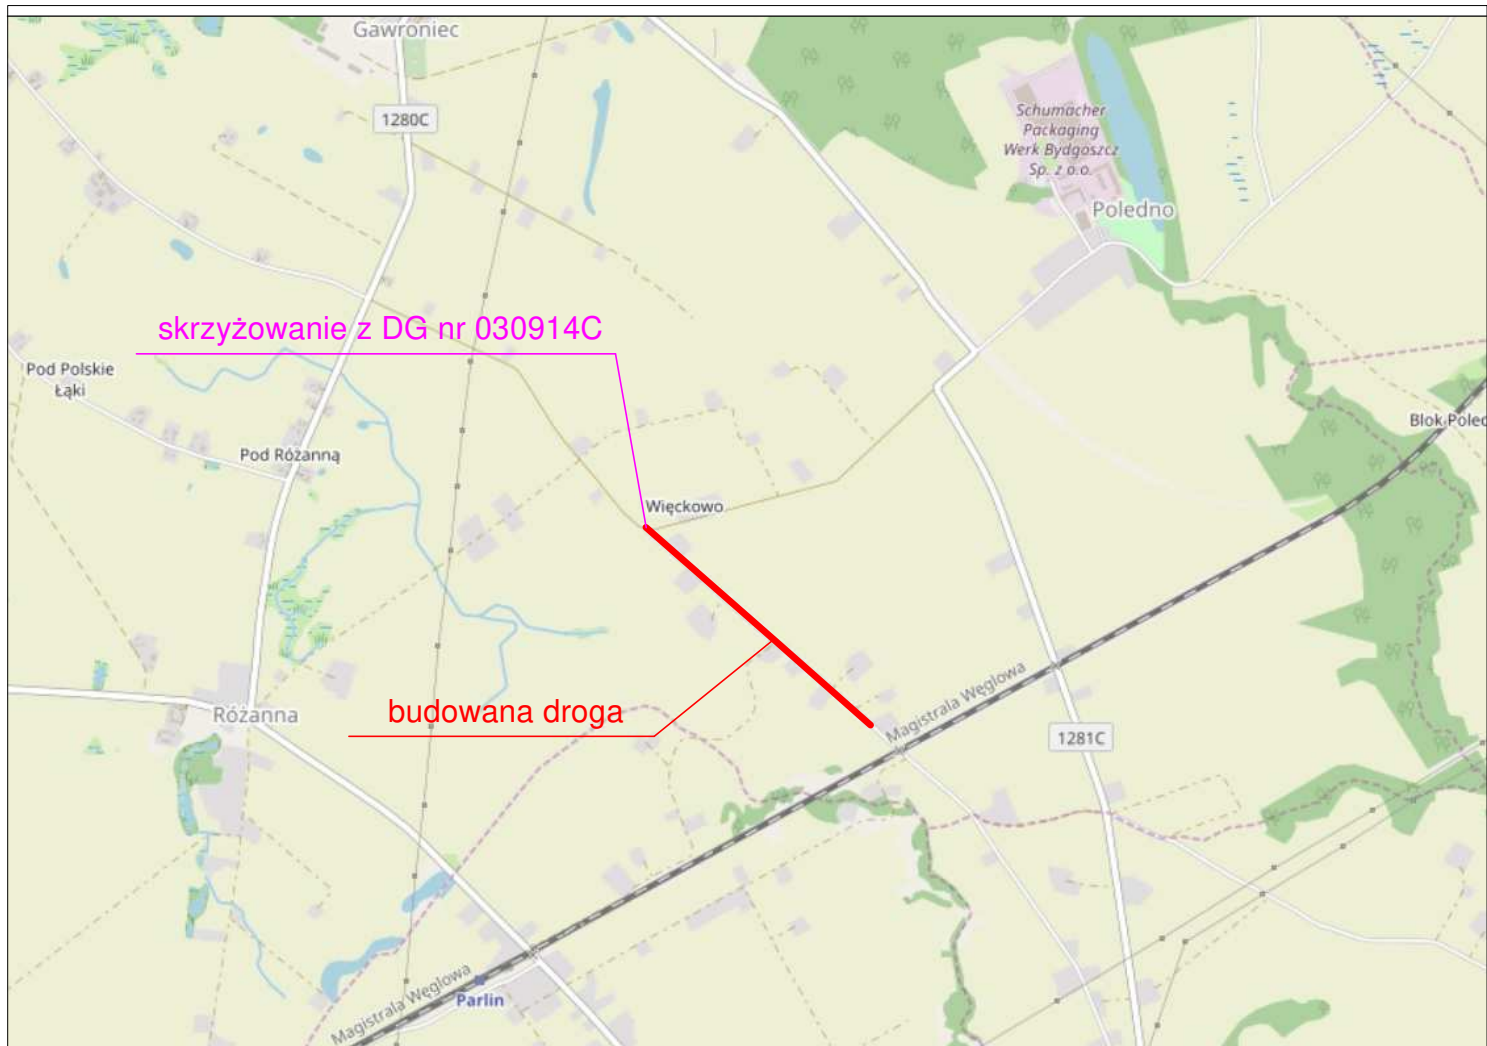 Gawroniec
1280C
Schumacher
Packaging
Werk Bydgoszcz
Sp. z o.o.
Poledno
skrzyżowanie z DG nr 030914C
Pod Polskie
Łąki
Blok Poled
Pod Różanną
Więckowo
Magistrala Węglowa
budowana droga
Różanna
1281C
Magistrala Węglowa
Parlin